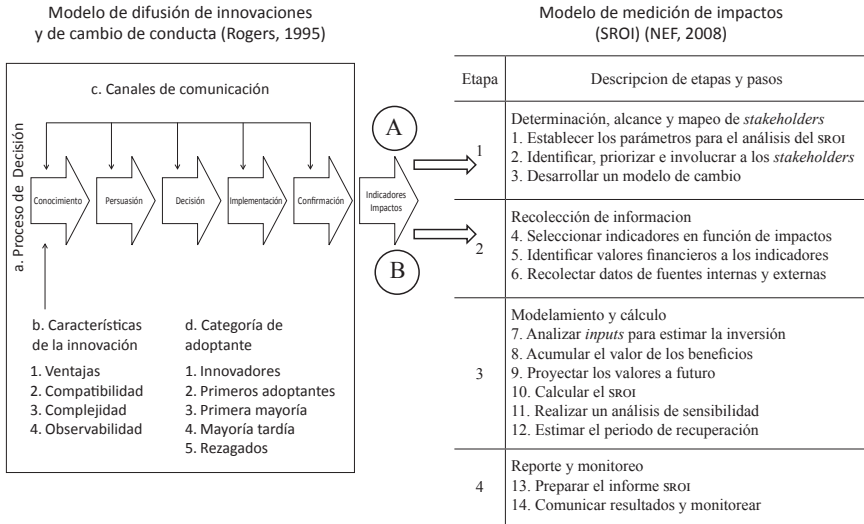 Modelo de difusión de innovaciones
y de cambio de conducta (Rogers, 1995)
c. Canales de comunicación
a. Proceso de Decisión
Conocimiento
Persuasión
Decisión
Implementación
Confirmación
Indicadores
Impactos
A
B
b. Características
de la innovación
1. Ventajas
2. Compatibilidad
3. Complejidad
4. Observabilidad
d. Categoría de
adoptante
1. Innovadores
2. Primeros adoptantes
3. Primera mayoría
4. Mayoría tardía
5. Rezagados
Modelo de medición de impactos
(SROI) (NEF, 2008)
Etapa
Descripcion de etapas y pasos
1
Determinación, alcance y mapeo de stakeholders
1. Establecer los parámetros para el análisis del SROI
2. Identificar, priorizar e involucrar a los stakeholders
3. Desarrollar un modelo de cambio
2
Recolección de informacion
4. Seleccionar indicadores en función de impactos
5. Identificar valores financieros a los indicadores
6. Recolectar datos de fuentes internas y externas
3
Modelamiento y cálculo
7. Analizar inputs para estimar la inversión
8. Acumular el valor de los beneficios
9. Proyectar los valores a futuro
10. Calcular el SROI
11. Realizar un análisis de sensibilidad
12. Estimar el periodo de recuperación
4
Reporte y monitoreo
13. Preparar el informe SROI
14. Comunicar resultados y monitorear